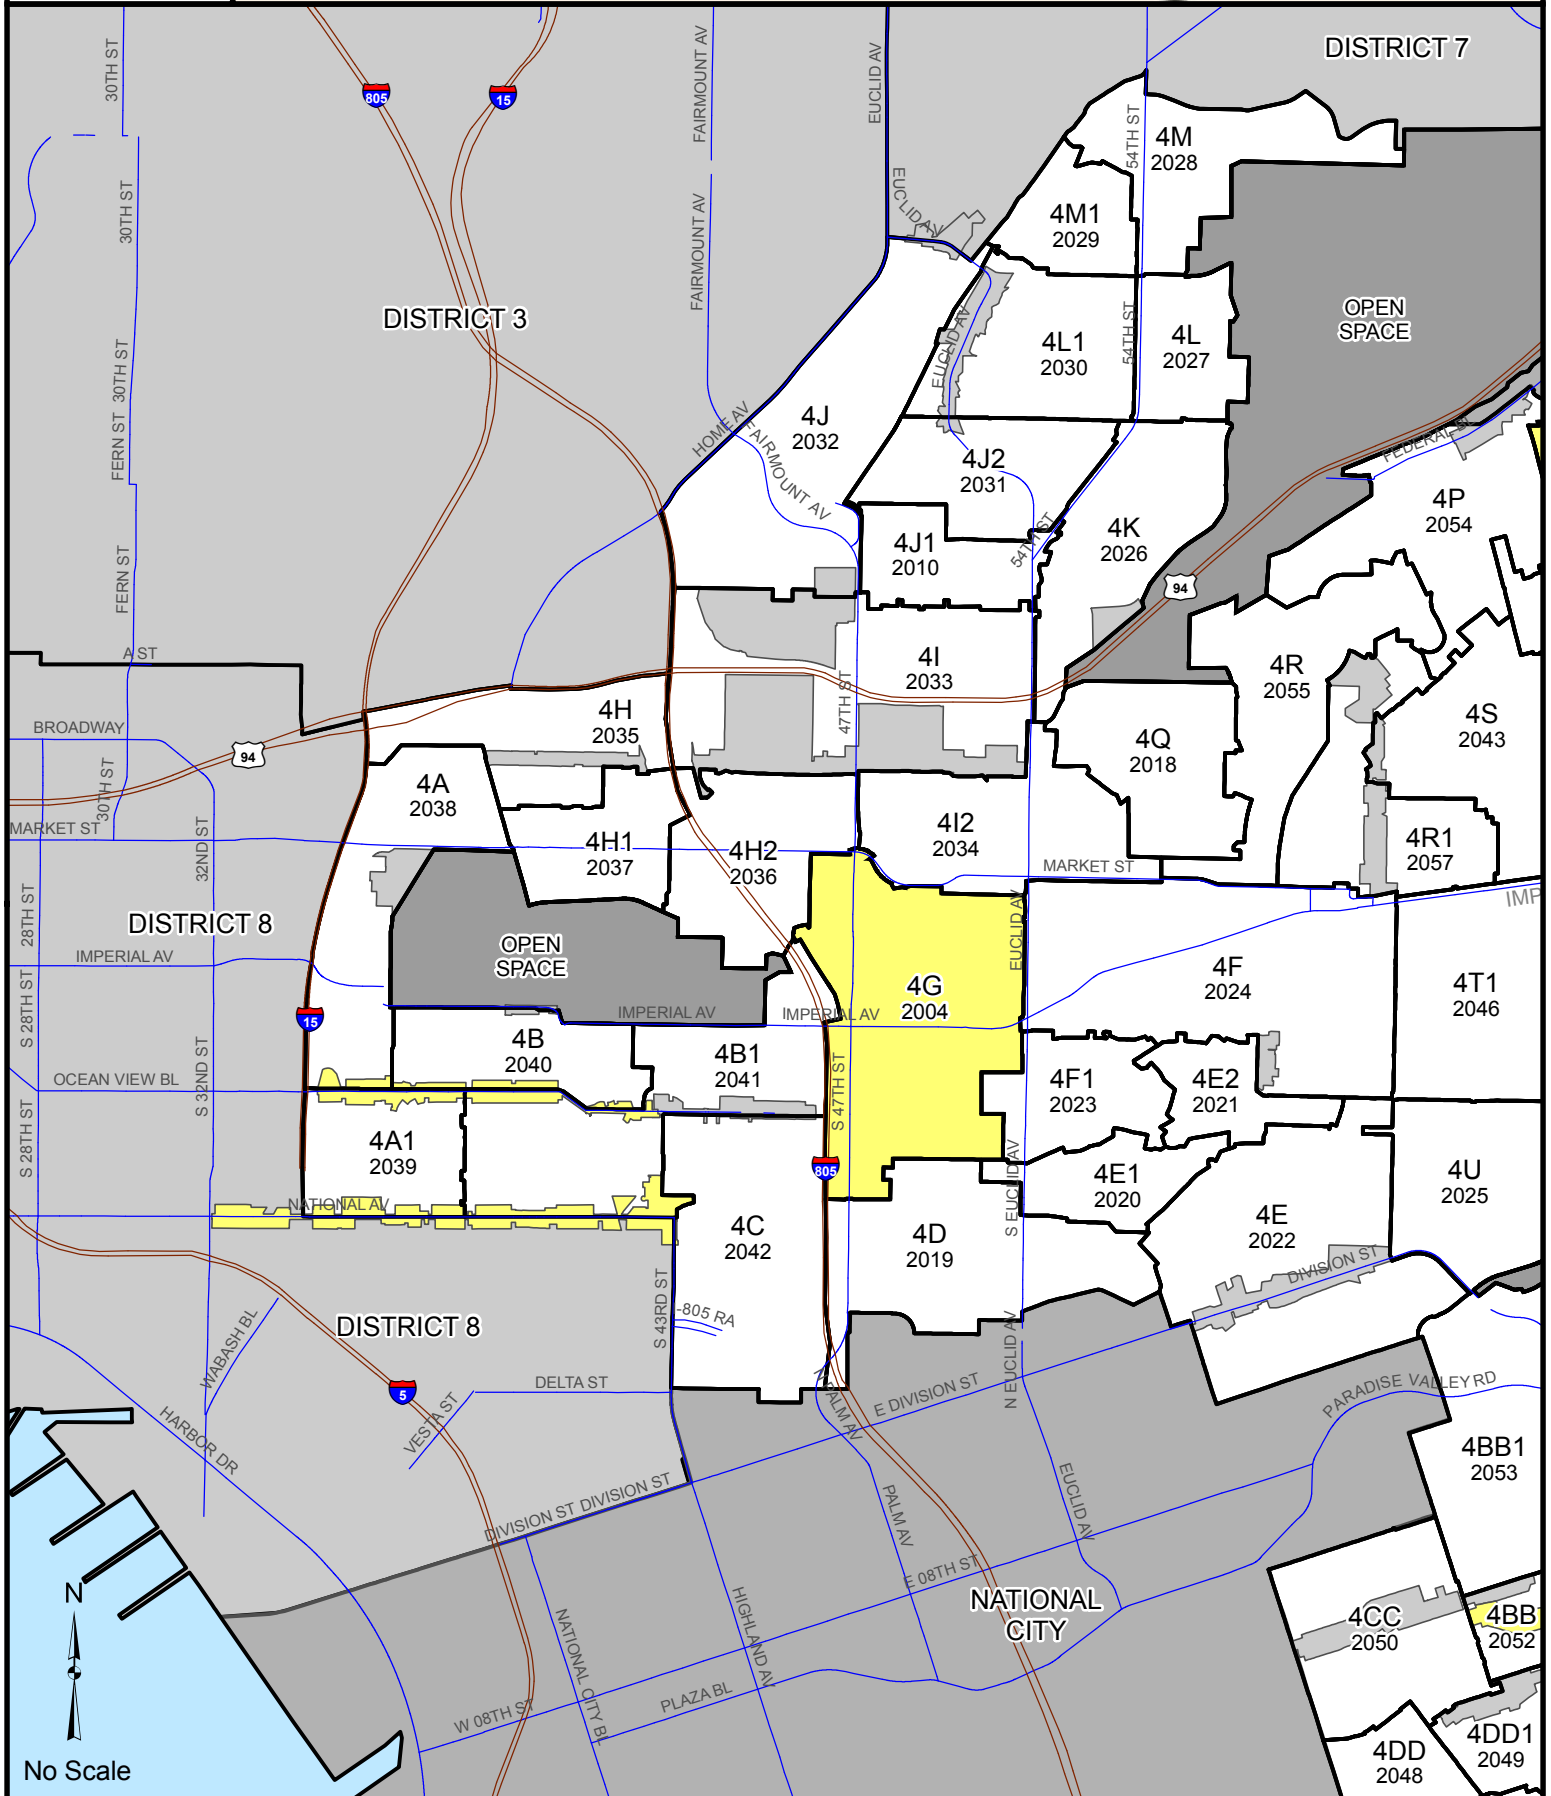 DISTRICT 7
30TH ST
805
15
FAIRMOUNT AV
EUCLID AV
54TH ST
4M
2028
30TH ST
FAIRMOUNT AV
EUCLID AV
4M1
2029
DISTRICT 3
OPEN
SPACE
30TH ST
EUCLID AV
4L1
2030
54TH ST
4L
2027
FERN ST
HOME AV
4J
2032
FAIRMOUNT AV
4J2
2031
FEDERAL BL
4P
2054
FERN ST
4J1
2010
54TH ST
4K
2026
94
A ST
4I
2033
4R
2055
BROADWAY
94
4H
2035
47TH ST
4Q
2018
4S
2043
30TH ST
4A
2038
MARKET ST
32ND ST
4H1
2037
4H2
2036
4I2
2034
MARKET ST
4R1
2057
28TH ST
DISTRICT 8
EUCLID AV
IMP
OPEN
SPACE
IMPERIAL AV
4G
2004
4F
2024
4T1
2046
S 28TH ST
15
IMPERIAL AV
IMPERIAL AV
4B
2040
4B1
2041
S 32ND ST
OCEAN VIEW BL
S 47TH ST
4F1
2023
4E2
2021
S 28TH ST
4A1
2039
805
S EUCLID AV
4E1
2020
4U
2025
NATIONAL AV
4C
2042
4D
2019
4E
2022
DIVISION ST
S 43RD ST
-805 RA
WABASH BL
DISTRICT 8
N EUCLID AV
5
DELTA ST
VESTA ST
N PALM AV
E DIVISION ST
PARADISE VALLEY RD
HARBOR DR
4BB1
2053
DIVISION ST
DIVISION ST
PALM AV
EUCLID AV
N
E 08TH ST
NATIONAL
CITY
4CC
2050
4BB
2052
NATIONAL CITY BL
HIGHLAND AV
PLAZA BL
W 08TH ST
4DD1
2049
4DD
2048
No Scale